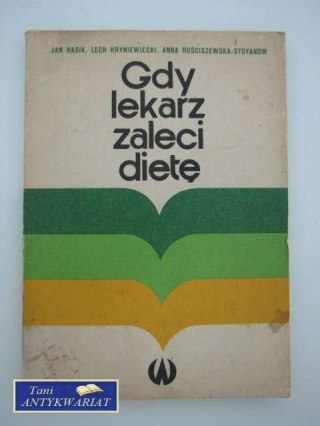 JAN HASIK, LECH HRYNIEWIECKI, ANNA ROŚCISZEWSKA-STOYANOW
Gdy
lekarz
zaleci
dietę
Tani
ANTYKWARIAT